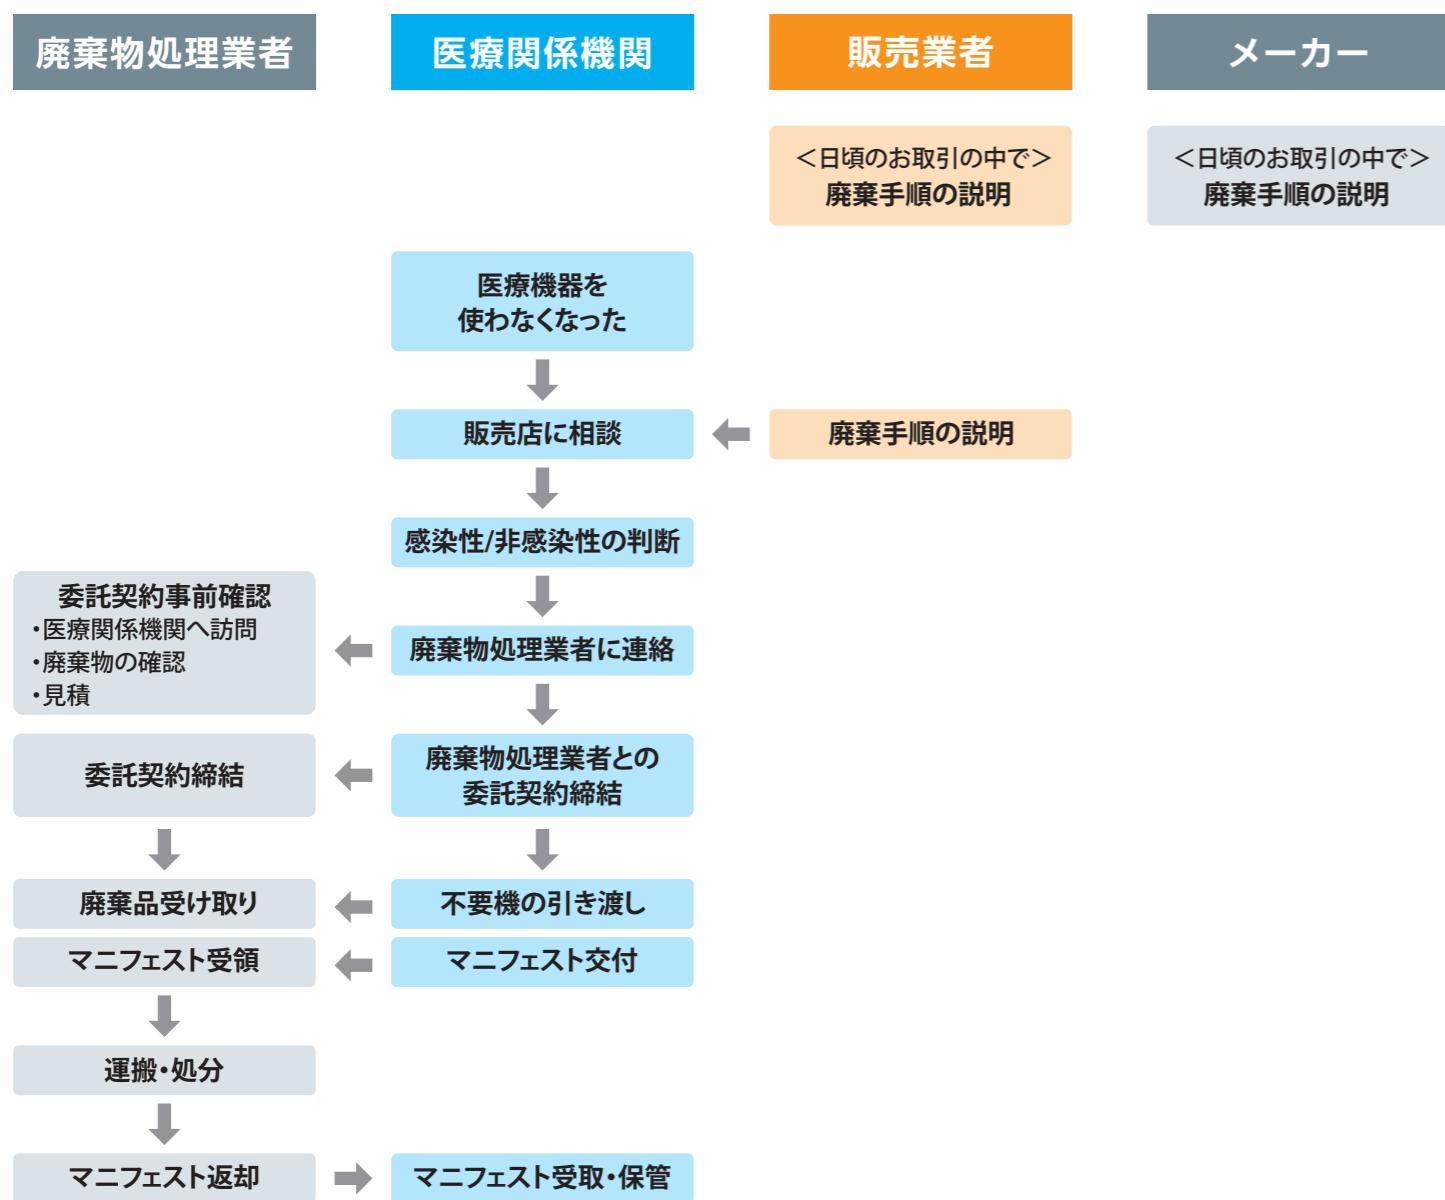 廃棄物処理業者
医療関係機関
販売業者
メーカー
＜日頃のお取引の中で＞
廃棄手順の説明
＜日頃のお取引の中で＞
廃棄手順の説明
医療機器を
使わなくなった
販売店に相談
廃棄手順の説明
感染性/非感染性の判断
委託契約事前確認
・医療関係機関へ訪問
・廃棄物の確認
・見積
廃棄物処理業者に連絡
委託契約締結
廃棄物処理業者との
委託契約締結
廃棄品受け取り
不要機の引き渡し
マニフェスト受領
マニフェスト交付
運搬・処分
マニフェスト返却
マニフェスト受取・保管